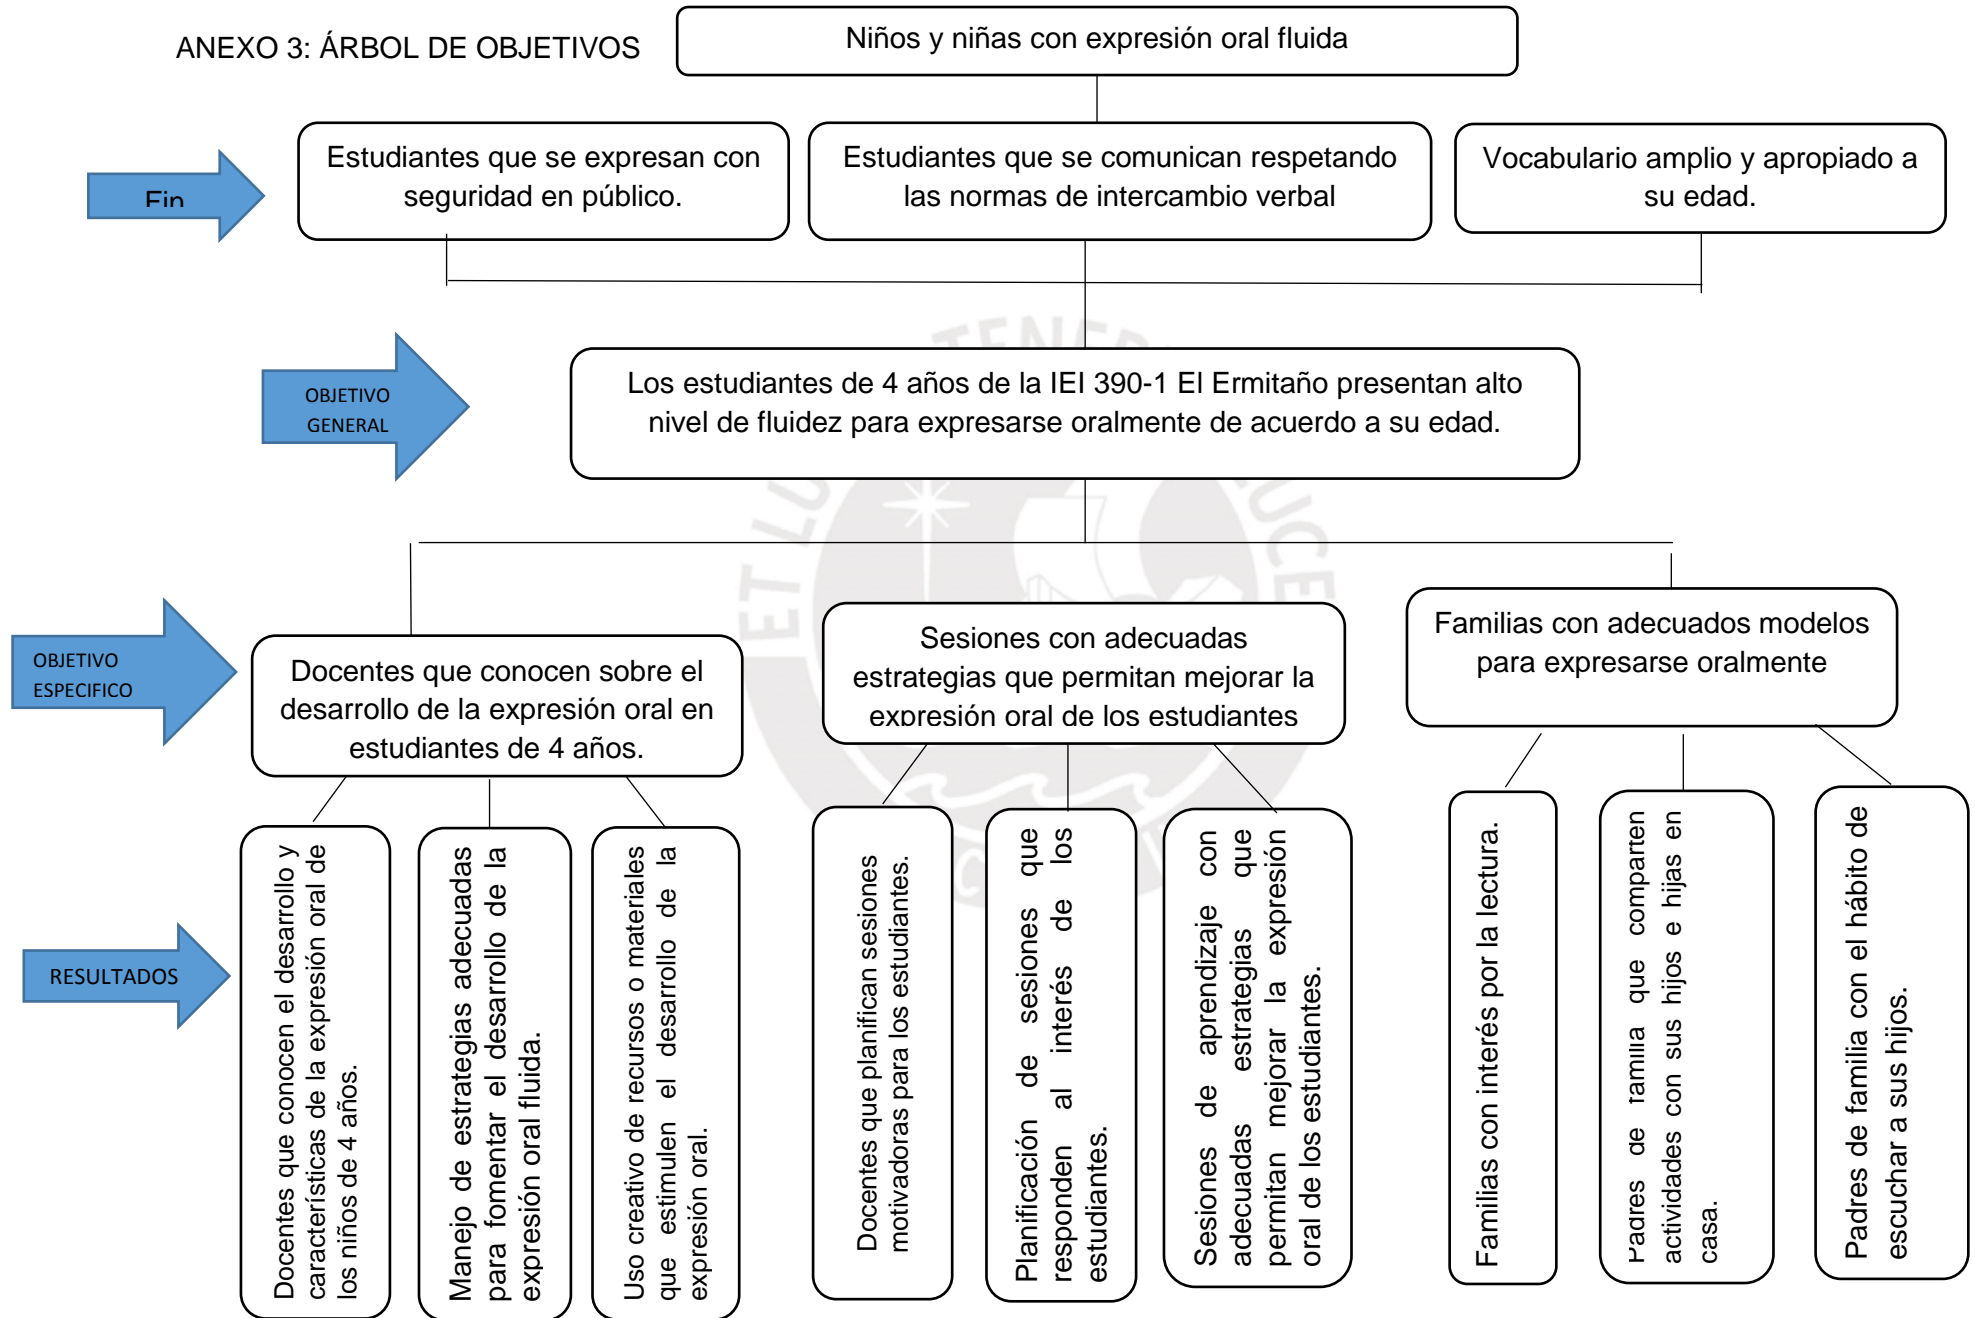 ANEXO 3: ÁRBOL DE OBJETIVOS
Niños y niñas con expresión oral fluida
Fin
Estudiantes que se expresan con
seguridad en público.
Estudiantes que se comunican respetando
las normas de intercambio verbal
Vocabulario amplio y apropiado a
su edad.
OBJETIVO
GENERAL
Los estudiantes de 4 años de la IEI 390-1 El Ermitaño presentan alto
nivel de fluidez para expresarse oralmente de acuerdo a su edad.
OBJETIVO
ESPECIFICO
Docentes que conocen sobre el
desarrollo de la expresión oral en
estudiantes de 4 años.
Sesiones con adecuadas
estrategias que permitan mejorar la
expresión oral de los estudiantes
Familias con adecuados modelos
para expresarse oralmente
RESULTADOS
Docentes que conocen el desarrollo y
características de la expresión oral de
los niños de 4 años.
Manejo de estrategias adecuadas
para fomentar el desarrollo de la
expresión oral fluida.
Uso creativo de recursos o materiales
que estimulen el desarrollo de la
expresión oral.
Docentes que planifican sesiones
motivadoras para los estudiantes.
Planificación de sesiones que
responden al interés de los
estudiantes.
Sesiones de aprendizaje con
adecuadas estrategias que
permitan mejorar la expresión
oral de los estudiantes.
Familias con interés por la lectura.
Padres de familia que comparten
actividades con sus hijos e hijas en
casa.
Padres de familia con el hábito de
escuchar a sus hijos.